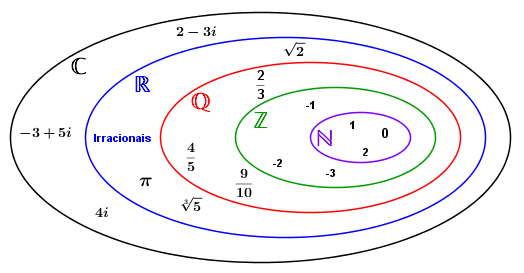 2 − 3i
√2
ℂ
ℝ
2/3
ℚ
-1
ℤ
1
0
ℕ
−3 + 5i
Irracionais
2
4/5
-2
-3
π
9/10
∛5
4i